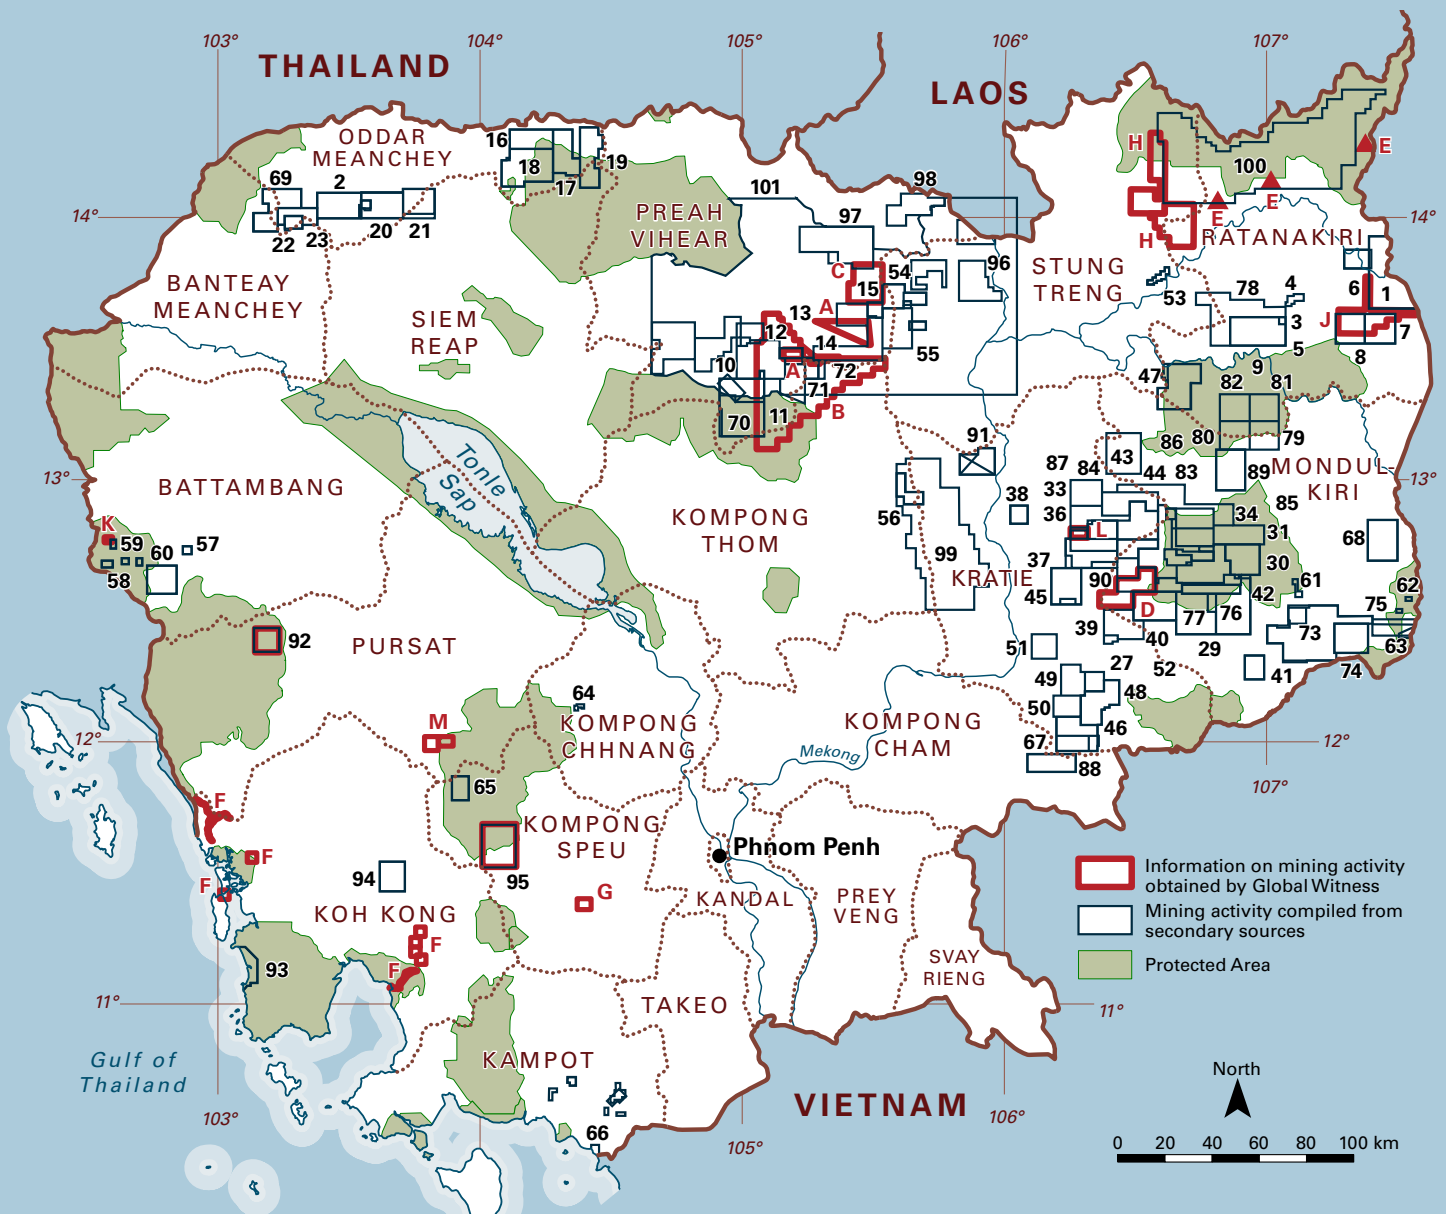 103°
104°
105°
106°
107°
THAILAND
LAOS
ODDAR
MEANCHEY
16
18
17
19
69
2
22
23
20
21
14°
101
98
97
PREAH
VIHEAR
96
C
15
54
A
13
12
14
55
A
72
10
71
B
70
11
H
H
100
E
E
E
14°
RATANAKIRI
STUNG
TRENG
53
78
4
3
5
6
1
J
7
8
BANTEAY
MEANCHEY
SIEM
REAP
9
47
82
81
86
80
79
89
MONDUL-
KIRI
13°
13°
BATTAMBANG
Tonle
Sap
KOMPONG
THOM
91
56
99
38
KRATIE
87
84
43
44
83
33
36
L
37
45
90
D
85
34
31
30
42
61
68
62
75
63
73
74
41
39
40
77
76
29
52
51
27
49
50
48
46
67
88
K
59
60
57
58
92
PURSAT
64
M
65
KOMPONG
CHHNANG
KOMPONG
CHAM
Mekong
12°
12°
107°
F
F
F
KOMPONG
SPEU
95
94
Phnom Penh
KOH KONG
G
KANDAL
PREY
VENG
SVAY
RIENG
F
F
93
11°
11°
TAKEO
KAMPOT
66
Gulf of
Thailand
103°
105°
106°
VIETNAM
Information on mining activity
obtained by Global Witness
Mining activity compiled from
secondary sources
Protected Area
North
0 20 40 60 80 100 km